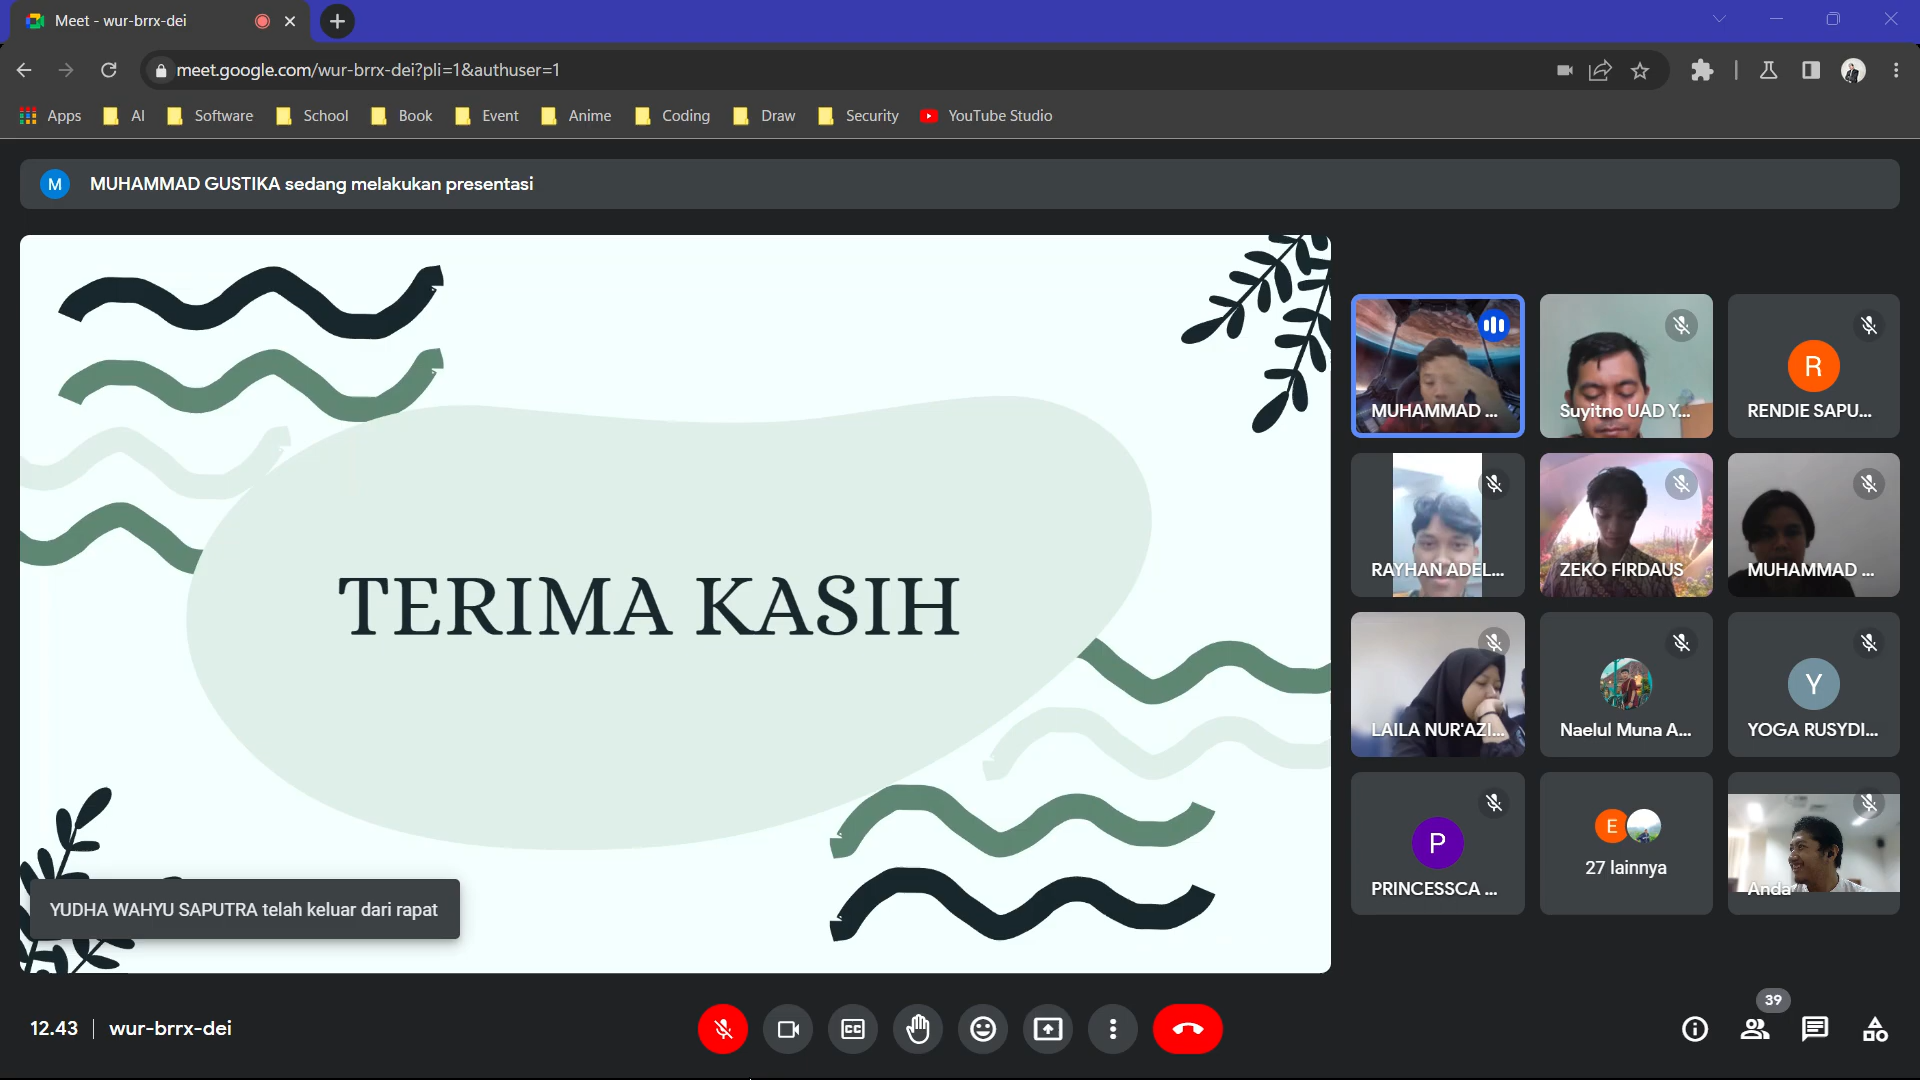 Meet - wur-brrx-dei
meet.google.com/wur-brrx-dei?pli=1&authuser=1
Apps AI Software School Book Event Anime Coding Draw Security YouTube Studio
M MUHAMMAD GUSTIKA sedang melakukan presentasi
TERIMA KASIH
MUHAMMAD ...
Suyitno UAD Y...
R
RENDIE SAPU...
RAYHAN ADEL...
ZEKO FIRDAUS
MUHAMMAD ...
LAILA NUR'AZI...
Naelul Muna A...
Y
YOGA RUSYDI...
P
PRINCESSCA ...
E
27 lainnya
Anda
YUDHA WAHYU SAPUTRA telah keluar dari rapat
12.43 wur-brrx-dei
CC
39